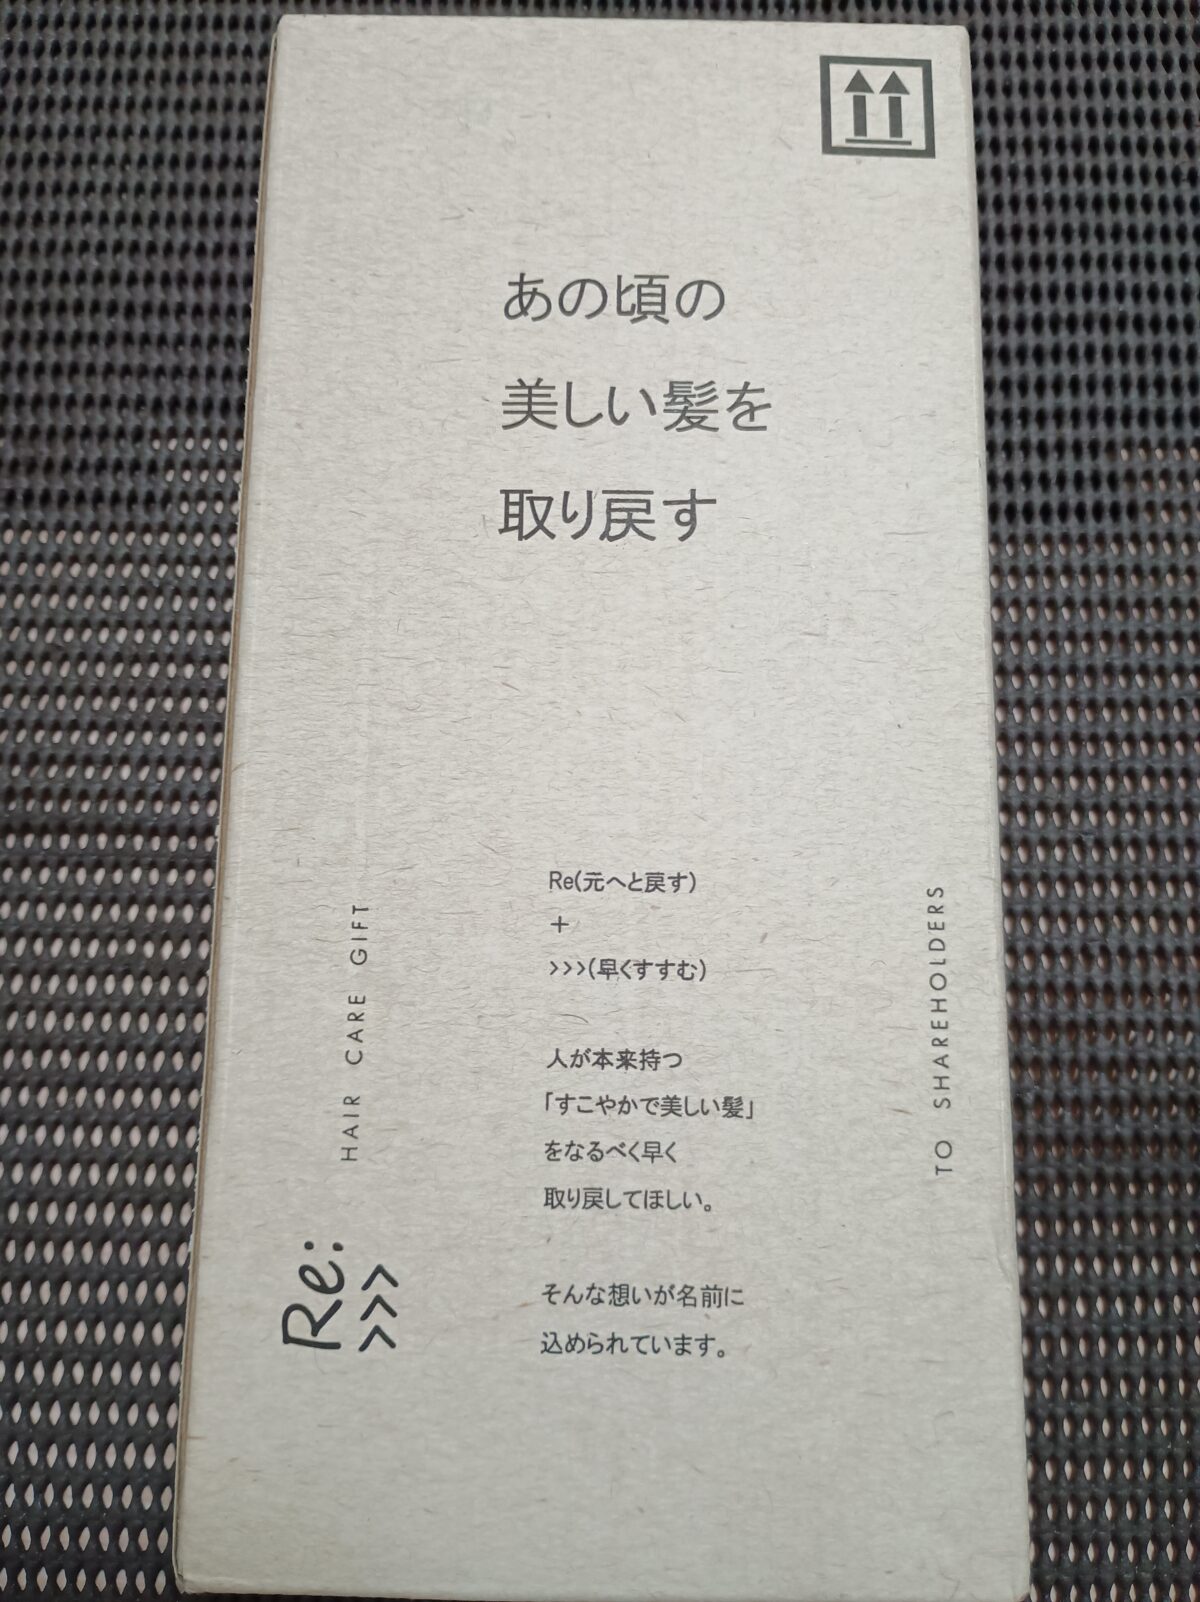 あの頃の
美しい髪を
取り戻す
Re(元へと戻す)
+
>>>(早くすすむ)
人が本来持つ
「すこやかで美しい髪」
をなるべく早く
取り戻してほしい。
そんな想いが名前に
込められています。
Re:
>>>
HAIR CARE GIFT
TO SHAREHOLDERS